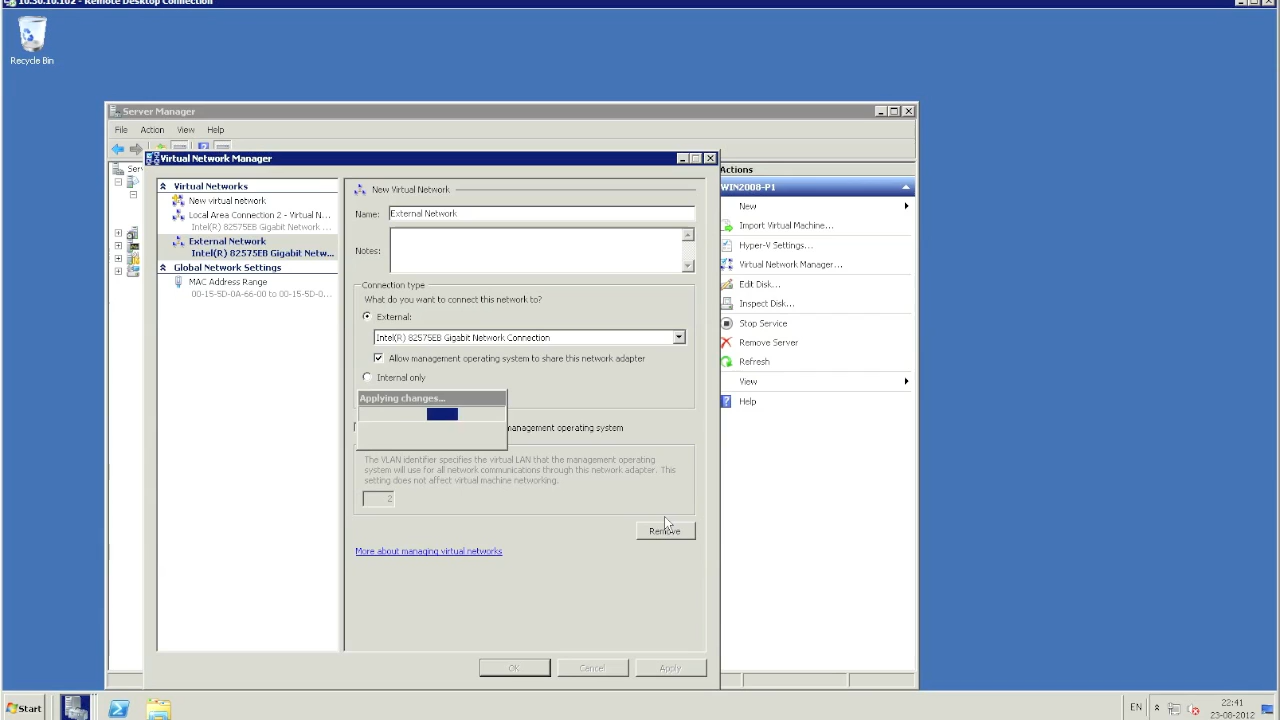 10.30.10.102 - Remote Desktop Connection
Recycle Bin
Server Manager
File Action View Help
Virtual Network Manager
Serv
Virtual Networks
New virtual network
Local Area Connection 2 - Virtual N...
Intel(R) 82575EB Gigabit Network ...
External Network
Intel(R) 82575EB Gigabit Netw...
Global Network Settings
MAC Address Range
00-15-5D-0A-66-00 to 00-15-5D-0...
New Virtual Network
Name: External Network
Notes:
Connection type
What do you want to connect this network to?
External:
Intel(R) 82575EB Gigabit Network Connection
Allow management operating system to share this network adapter
Internal only
Applying changes...
management operating system
The VLAN identifier specifies the virtual LAN that the management operating
system will use for all network communications through this network adapter. This
setting does not affect virtual machine networking.
2
Remove
More about managing virtual networks
OK Cancel Apply
Actions
WIN2008-P1
New
Import Virtual Machine...
Hyper-V Settings...
Virtual Network Manager...
Edit Disk...
Inspect Disk...
Stop Service
Remove Server
Refresh
View
Help
Start
EN
22:41
23-08-2012